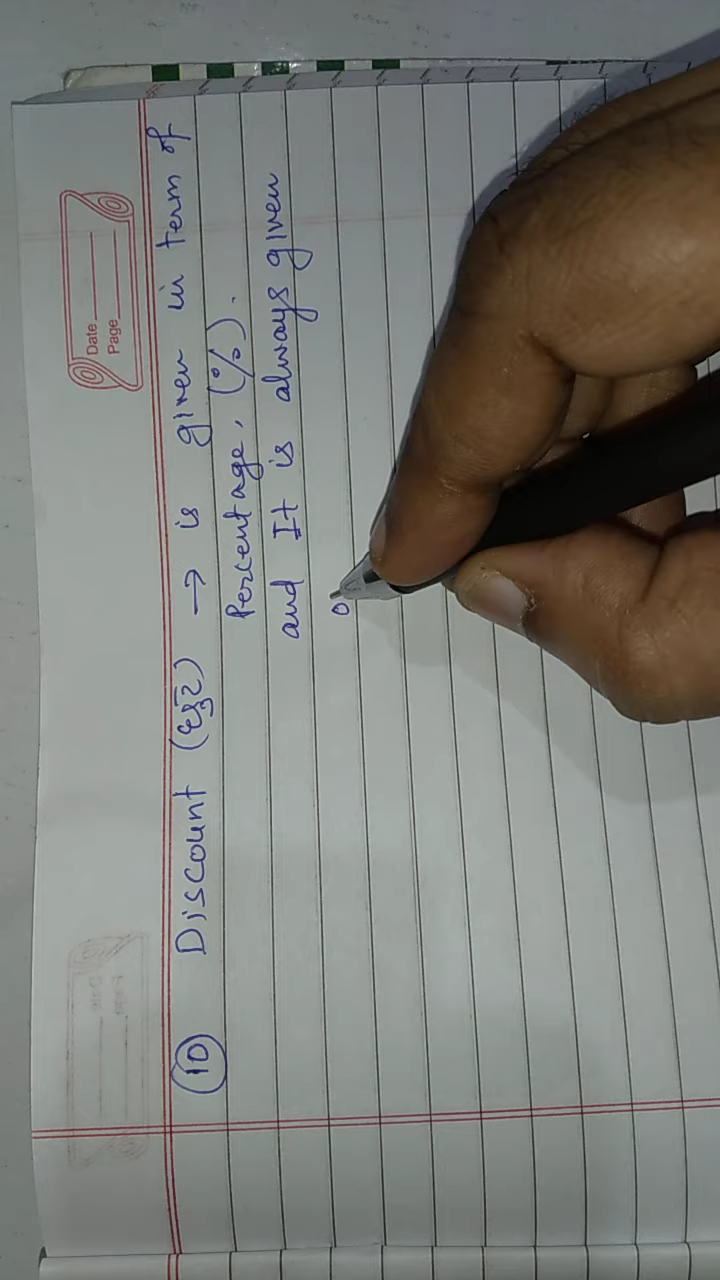 Date
Page
(10) Discount (छूट) → is given in term of
Percentage. (%).
and It is always given
o